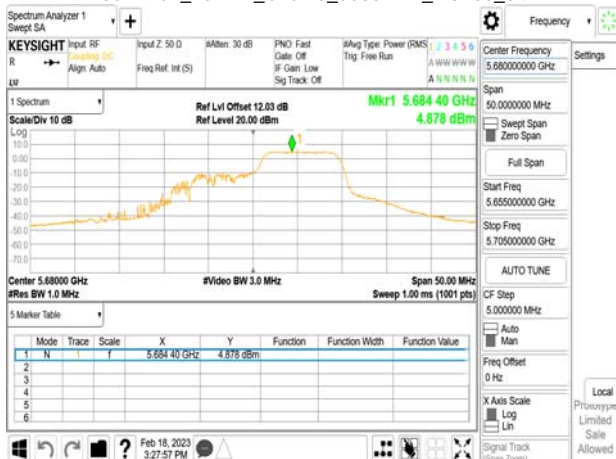 Spectrum Analyzer 1
Swept SA
+
Frequency
KEYSIGHT Input: RF
R
Coupling: DC
Align: Auto
Input Z: 50 Ω
Freq Ref: Int (S)
#Atten: 30 dB
PNO: Fast
Gate: Off
IF Gain: Low
Sig Track: Off
#Avg Type: Power (RMS
Trig: Free Run
1 2 3 4 5 6
A W W W W W
A N N N N N
1 Spectrum
Scale/Div 10 dB
Ref Lvl Offset 12.03 dB
Ref Level 20.00 dBm
Mkr1 5.684 40 GHz
4.878 dBm
Log
10.0
0.00
-10.0
-20.0
-30.0
-40.0
-50.0
-60.0
-70.0
1
Center 5.68000 GHz
#Res BW 1.0 MHz
#Video BW 3.0 MHz
Span 50.00 MHz
Sweep 1.00 ms (1001 pts)
5 Marker Table
Mode Trace Scale X Y Function Function Width Function Value
1 N 1 f 5.684 40 GHz 4.878 dBm
2
3
4
5
6
Feb 18, 2023
3:27:57 PM
?
Center Frequency
5.680000000 GHz
Settings
Span
50.0000000 MHz
Swept Span
Zero Span
Full Span
Start Freq
5.655000000 GHz
Stop Freq
5.705000000 GHz
AUTO TUNE
CF Step
5.000000 MHz
Auto
Man
Freq Offset
0 Hz
X Axis Scale
Log
Lin
Signal Track
(Span Zoom)
Local
Prototype
Limited
Sale
Allowed